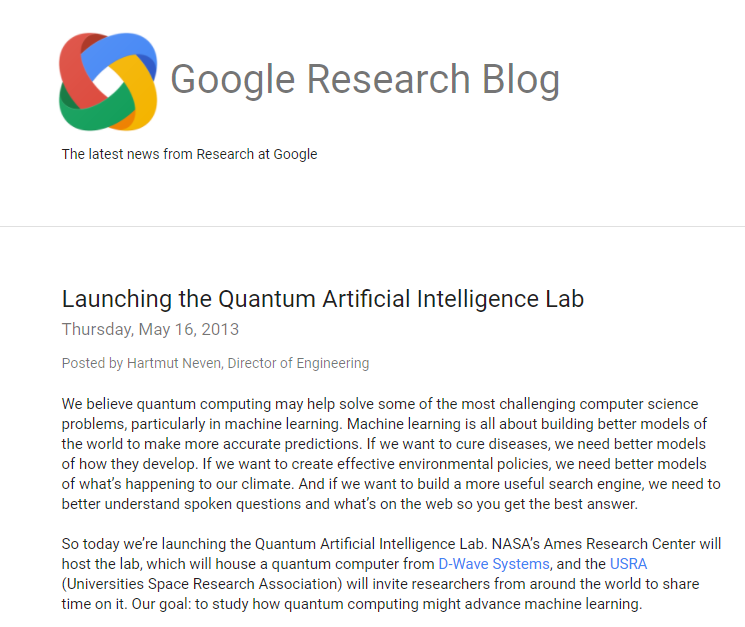 Google Research Blog
The latest news from Research at Google
Launching the Quantum Artificial Intelligence Lab
Thursday, May 16, 2013
Posted by Hartmut Neven, Director of Engineering
We believe quantum computing may help solve some of the most challenging computer science
problems, particularly in machine learning. Machine learning is all about building better models of
the world to make more accurate predictions. If we want to cure diseases, we need better models
of how they develop. If we want to create effective environmental policies, we need better models
of what’s happening to our climate. And if we want to build a more useful search engine, we need to
better understand spoken questions and what’s on the web so you get the best answer.
So today we’re launching the Quantum Artificial Intelligence Lab. NASA’s Ames Research Center will
host the lab, which will house a quantum computer from D-Wave Systems, and the USRA
(Universities Space Research Association) will invite researchers from around the world to share
time on it. Our goal: to study how quantum computing might advance machine learning.